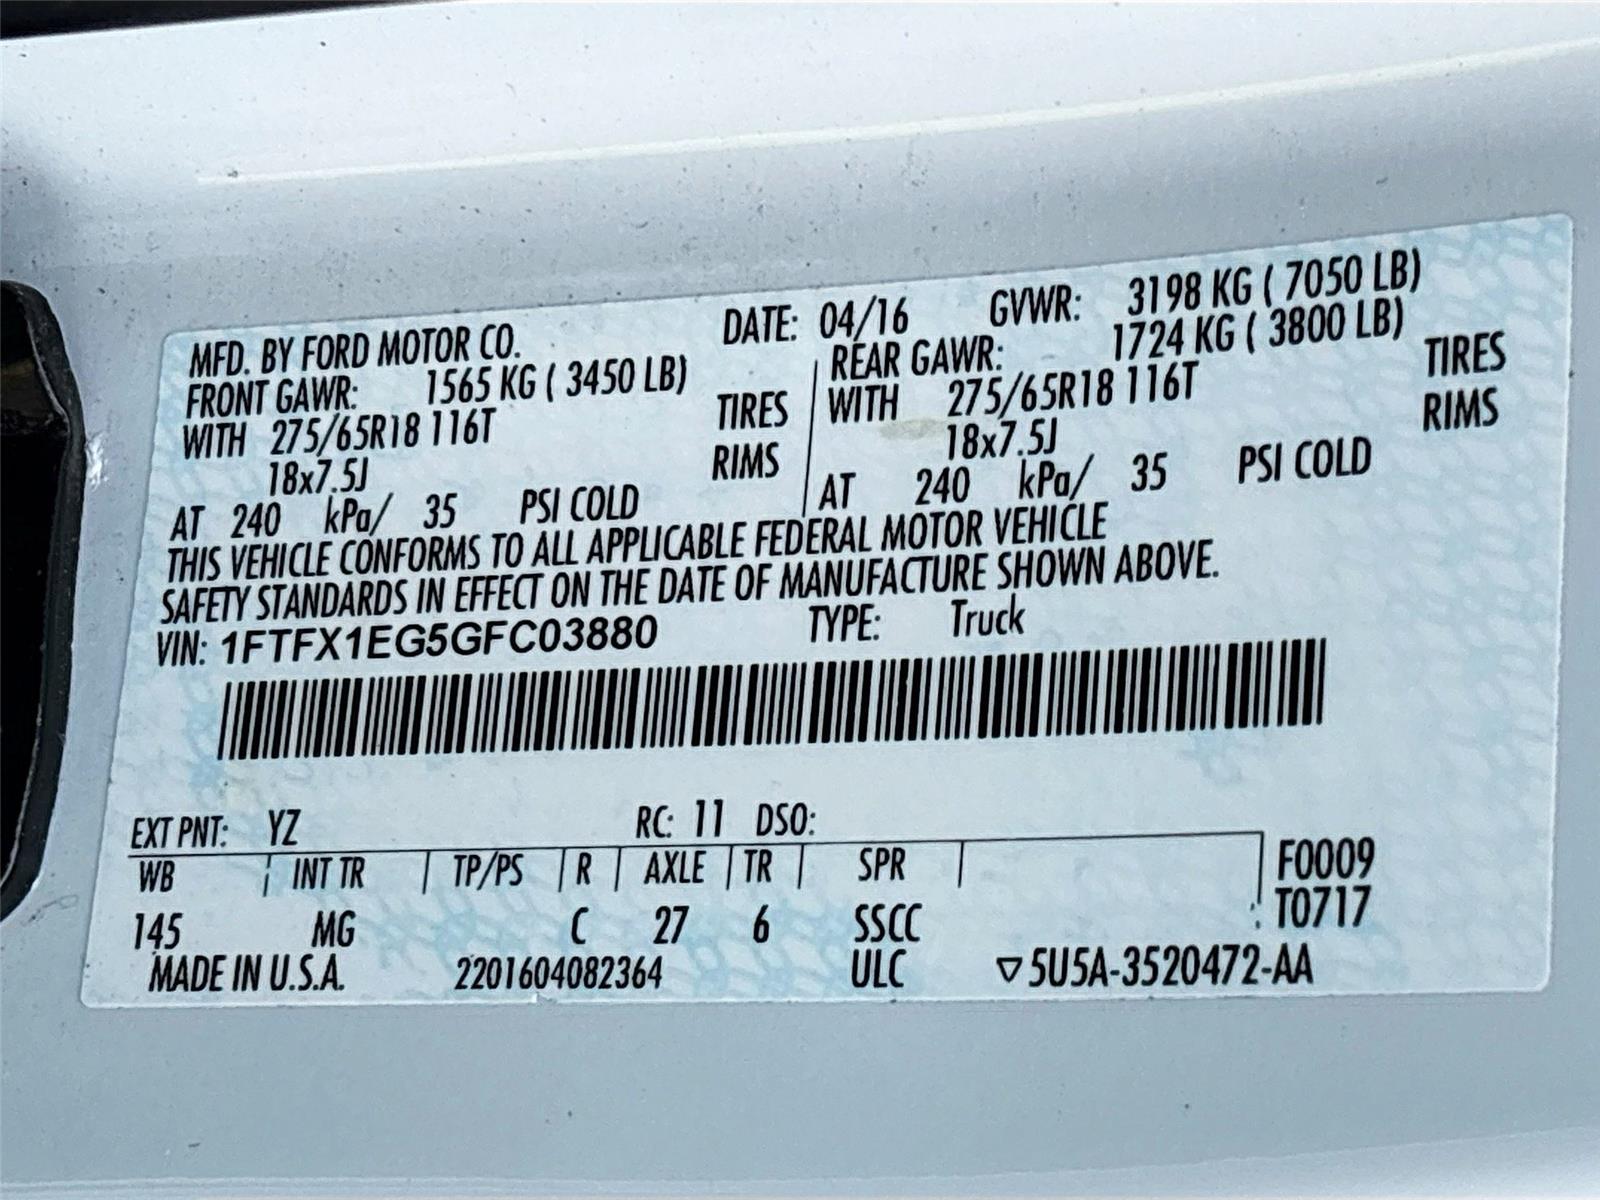 MFD. BY FORD MOTOR CO. DATE: 04/16 GVWR: 3198 KG ( 7050 LB)
FRONT GAWR: 1565 KG ( 3450 LB) REAR GAWR: 1724 KG ( 3800 LB)
WITH 275/65R18 116T TIRES WITH 275/65R18 116T TIRES
18x7.5J RIMS 18x7.5J RIMS
AT 240 kPa/ 35 PSI COLD AT 240 kPa/ 35 PSI COLD
THIS VEHICLE CONFORMS TO ALL APPLICABLE FEDERAL MOTOR VEHICLE
SAFETY STANDARDS IN EFFECT ON THE DATE OF MANUFACTURE SHOWN ABOVE.
VIN: 1FTFX1EG5GFC03880 TYPE: Truck
EXT PNT: YZ RC: 11 DSO:
WB INT TR TP/PS R AXLE TR SPR F0009
145 MG C 27 6 SSCC T0717
MADE IN U.S.A. 2201604082364 ULC ▽5U5A-3520472-AA